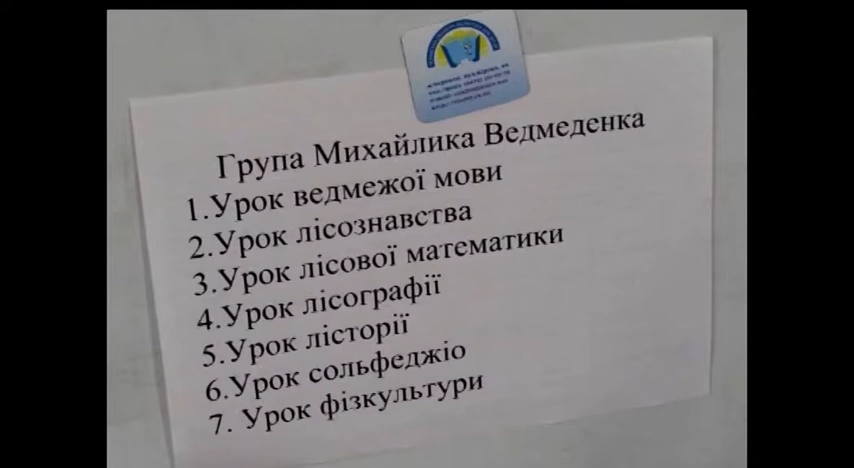 Група Михайлика Ведмеденка
1.Урок ведмежої мови
2.Урок лісознавства
3.Урок лісової математики
4.Урок лісографії
5.Урок лісторії
6.Урок сольфеджіо
7. Урок фізкультури